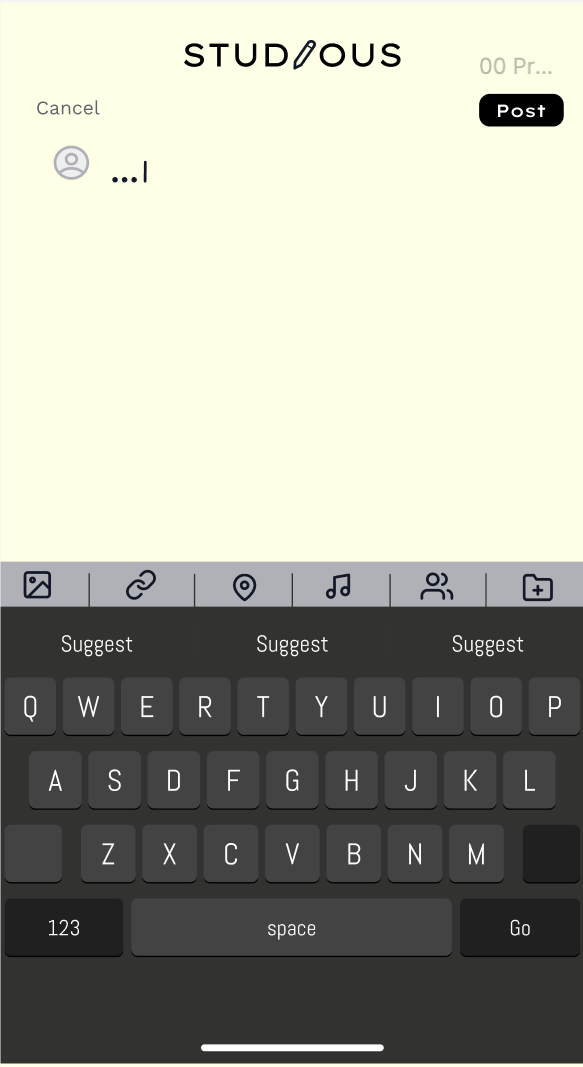 STUDIOUS
00 Pr...
Cancel
Post
...
Suggest Suggest Suggest
Q W E R T Y U I O P
A S D F G H J K L
Z X C V B N M
123 space Go